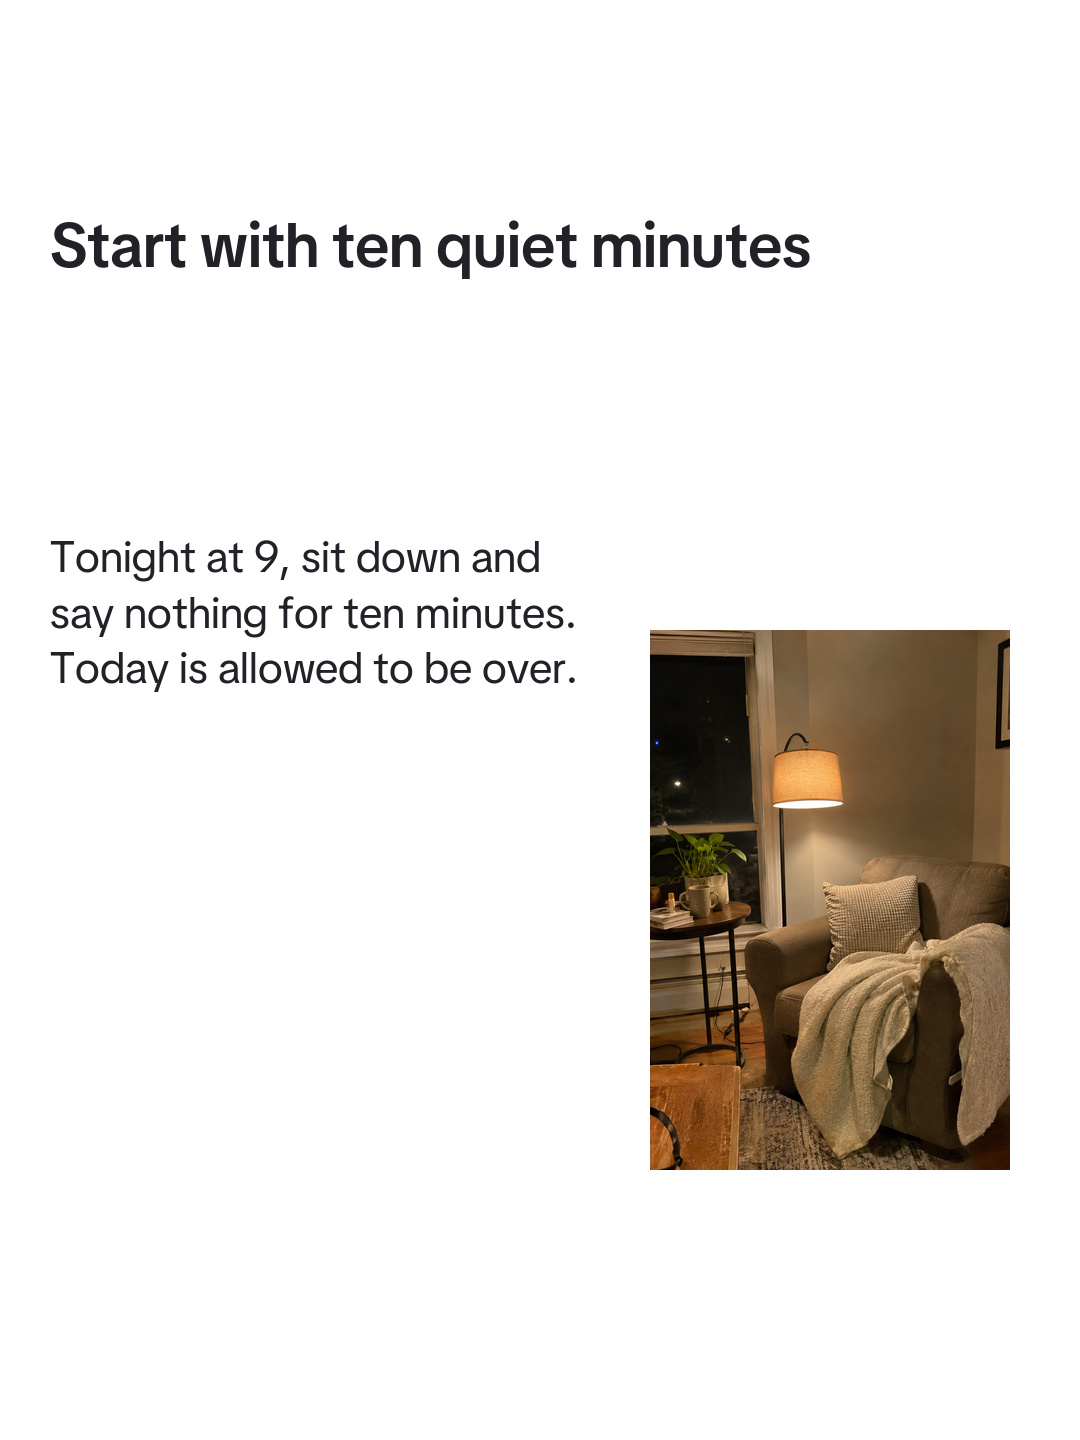 Start with ten quiet minutes
Tonight at 9, sit down and
say nothing for ten minutes.
Today is allowed to be over.